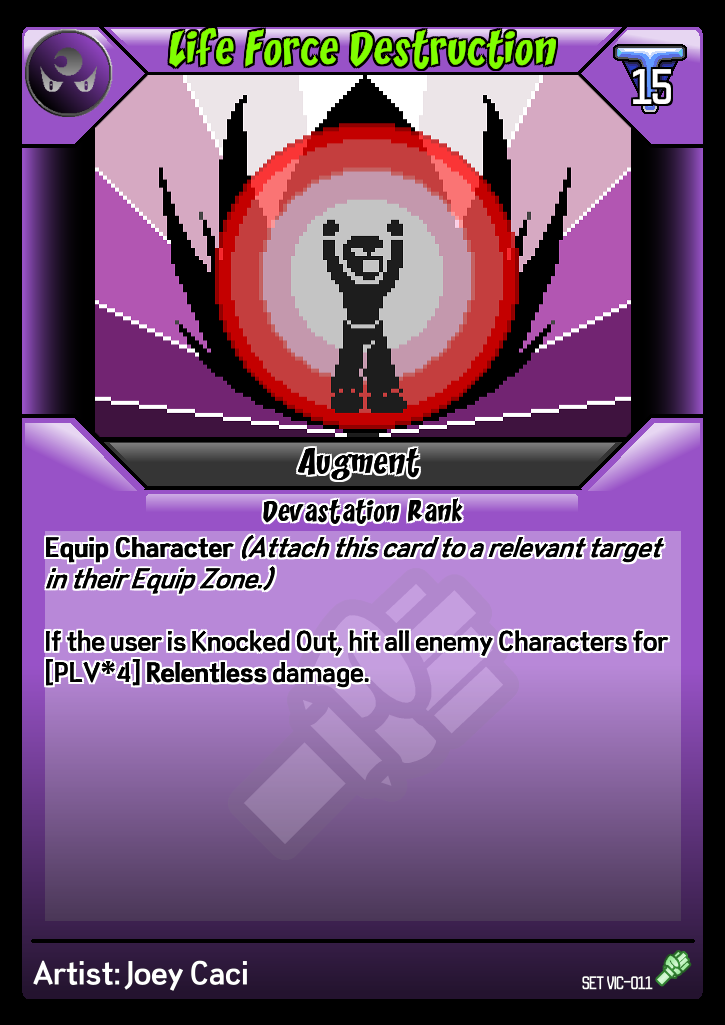 Life Force Destruction
15
Augment
Devastation Rank
Equip Character (Attach this card to a relevant target
in their Equip Zone.)
If the user is Knocked Out, hit all enemy Characters for
[PLV*4] Relentless damage.
Artist: Joey Caci
SET VIC-011